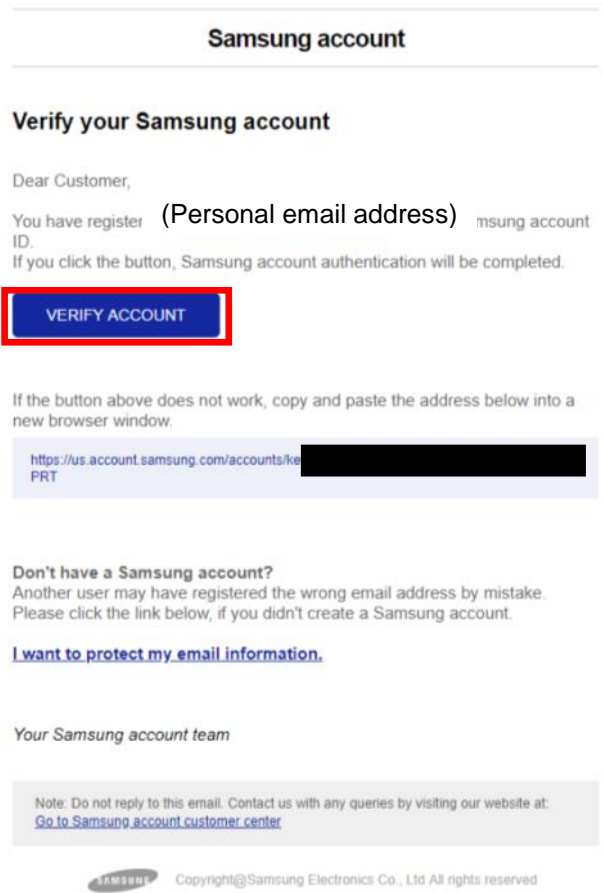 Samsung account
Verify your Samsung account
Dear Customer,
You have register (Personal email address) msung account
ID.
If you click the button, Samsung account authentication will be completed.
VERIFY ACCOUNT
If the button above does not work, copy and paste the address below into a
new browser window.
https://us.account.samsung.com/accounts/ke
PRT
Don't have a Samsung account?
Another user may have registered the wrong email address by mistake.
Please click the link below, if you didn't create a Samsung account.
I want to protect my email information.
Your Samsung account team
Note: Do not reply to this email. Contact us with any queries by visiting our website at:
Go to Samsung account customer center
SAMSUNG Copyright@Samsung Electronics Co., Ltd All rights reserved